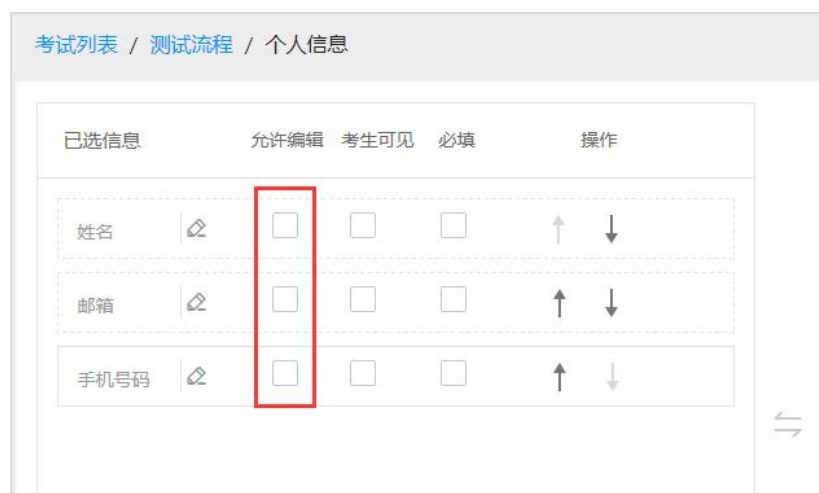 考试列表 / 测试流程 / 个人信息
已选信息 允许编辑 考生可见 必填 操作
姓名
邮箱
手机号码